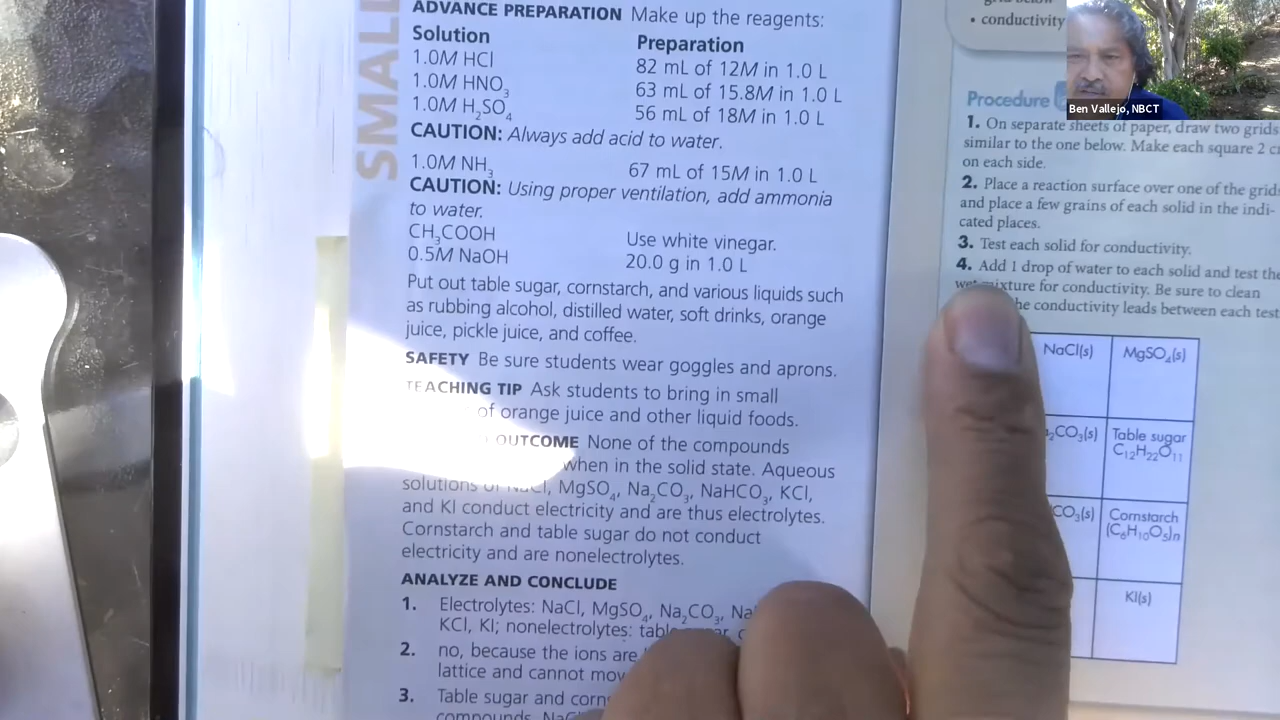 SMALL
ADVANCE PREPARATION Make up the reagents:
Solution Preparation
1.0M HCl 82 mL of 12M in 1.0 L
1.0M HNO₃ 63 mL of 15.8M in 1.0 L
1.0M H₂SO₄ 56 mL of 18M in 1.0 L
CAUTION: Always add acid to water.
1.0M NH₃ 67 mL of 15M in 1.0 L
CAUTION: Using proper ventilation, add ammonia
to water.
CH₃COOH Use white vinegar.
0.5M NaOH 20.0 g in 1.0 L
Put out table sugar, cornstarch, and various liquids such
as rubbing alcohol, distilled water, soft drinks, orange
juice, pickle juice, and coffee.
SAFETY Be sure students wear goggles and aprons.
TEACHING TIP Ask students to bring in small
of orange juice and other liquid foods.
OUTCOME None of the compounds
when in the solid state. Aqueous
solutions of NaCl, MgSO₄, Na₂CO₃, NaHCO₃, KCl,
and KI conduct electricity and are thus electrolytes.
Cornstarch and table sugar do not conduct
electricity and are nonelectrolytes.
ANALYZE AND CONCLUDE
1. Electrolytes: NaCl, MgSO₄, Na₂CO₃,
KCl, KI; nonelectrolytes:
2. no, because the ions are
lattice and cannot
3. Table sugar and
compounds.
• conductivity
Ben Vallejo, NBCT
Procedure
1. On separate sheets of paper, draw two grids
similar to the one below. Make each square 2
on each side.
2. Place a reaction surface over one of the
and place a few grains of each solid in the indi-
cated places.
3. Test each solid for conductivity.
4. Add 1 drop of water to each solid and test the
wet mixture for conductivity. Be sure to clean
the conductivity leads between each test
NaCl(s) MgSO₄(s)
CO₃(s) Table sugar
C₁₂H₂₂O₁₁
CO₃(s) Cornstarch
(C₆H₁₀O₅)n
KI(s)